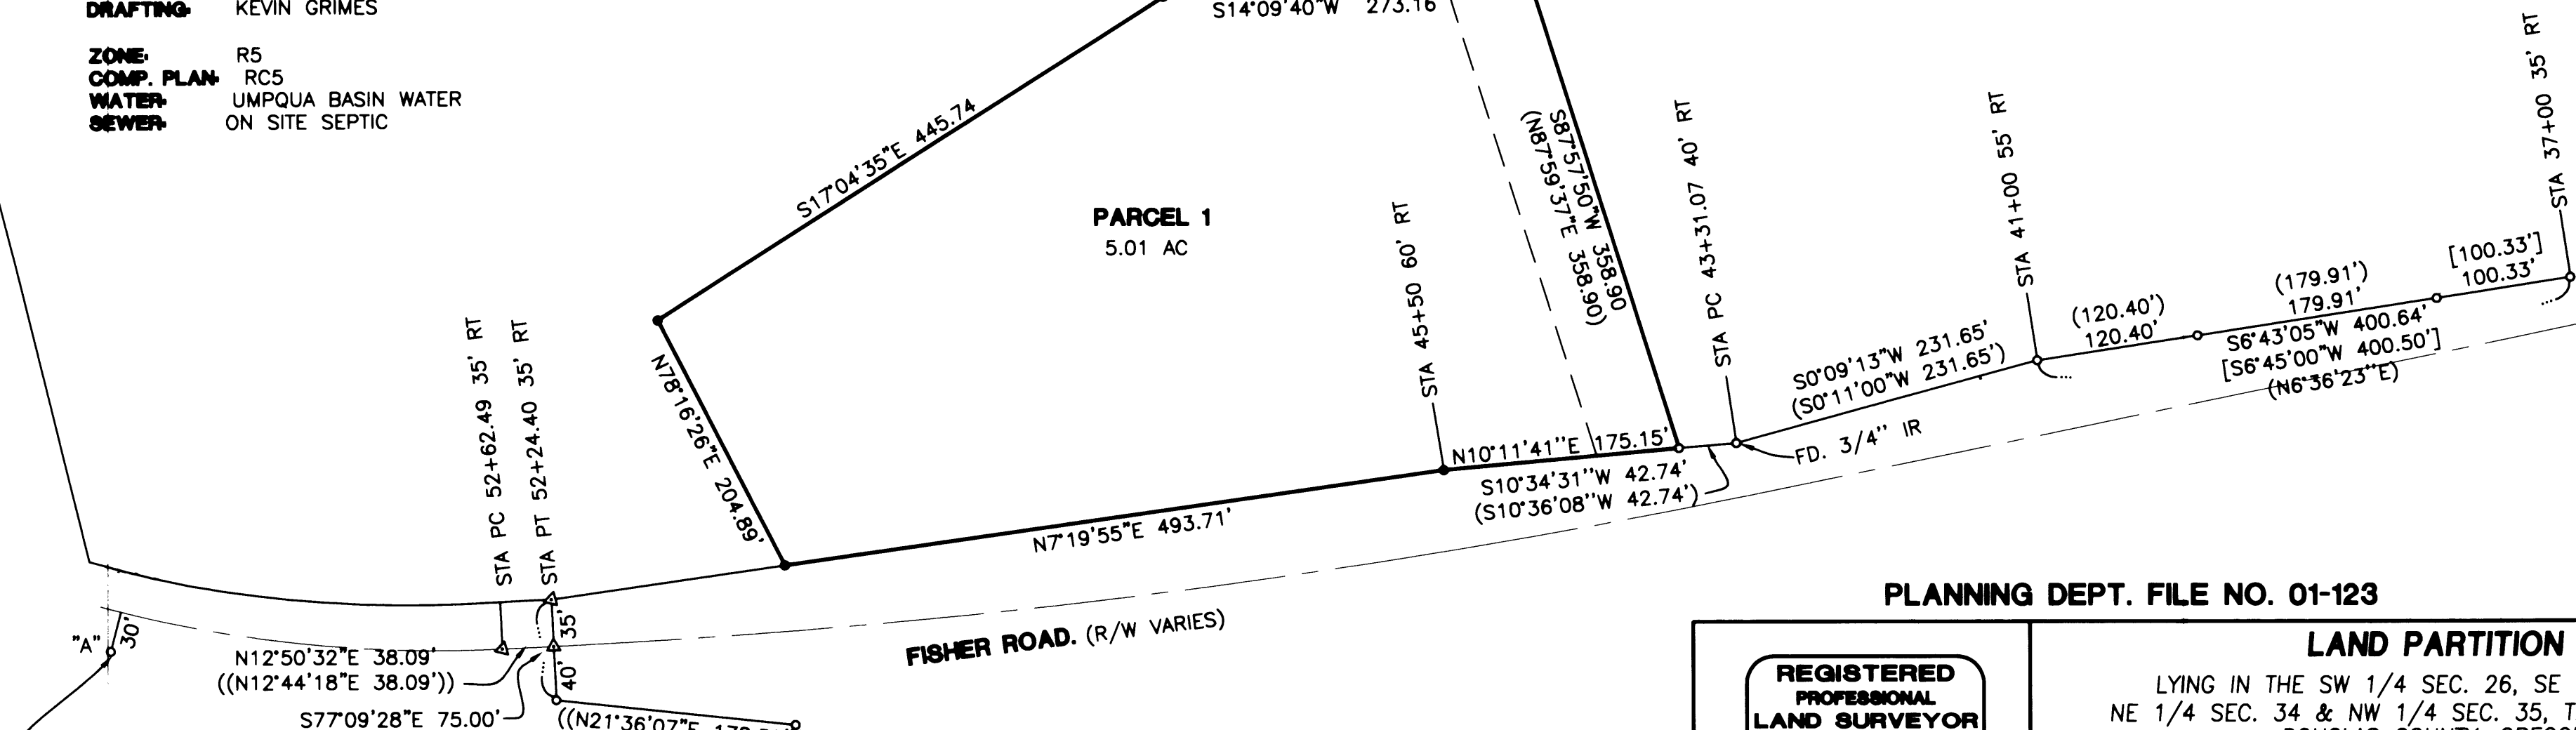 DRAFTING: KEVIN GRIMES
ZONE: R5
COMP. PLAN: RC5
WATER: UMPQUA BASIN WATER
SEWER: ON SITE SEPTIC
S14°09'40"W 273.16
S17°04'35"E 445.74
PARCEL 1
5.01 AC
S87°57'50"W 358.90
(N87°59'37"E 358.90)
N78°16'26"E 204.89'
STA PC 52+62.49 35' RT
STA PT 52+24.40 35' RT
STA 45+50 60' RT
STA PC 43+31.07 40' RT
STA 41+00 55' RT
STA 37+00 35' RT
N7°19'55"E 493.71'
N10°11'41"E 175.15'
S10°34'31"W 42.74'
(S10°36'08"W 42.74')
FD. 3/4" IR
S0°09'13"W 231.65'
(S0°11'00"W 231.65')
(120.40')
120.40'
(179.91')
179.91'
[100.33']
100.33'
S6°43'05"W 400.64'
[S6°45'00"W 400.50']
(N6°36'23"E)
"A"
30'
35'
40'
N12°50'32"E 38.09'
((N12°44'18"E 38.09'))
S77°09'28"E 75.00'
((N21°36'07"E
FISHER ROAD. (R/W VARIES)
PLANNING DEPT. FILE NO. 01-123
REGISTERED
PROFESSIONAL
LAND SURVEYOR
LAND PARTITION
LYING IN THE SW 1/4 SEC. 26, SE
NE 1/4 SEC. 34 & NW 1/4 SEC. 35, T